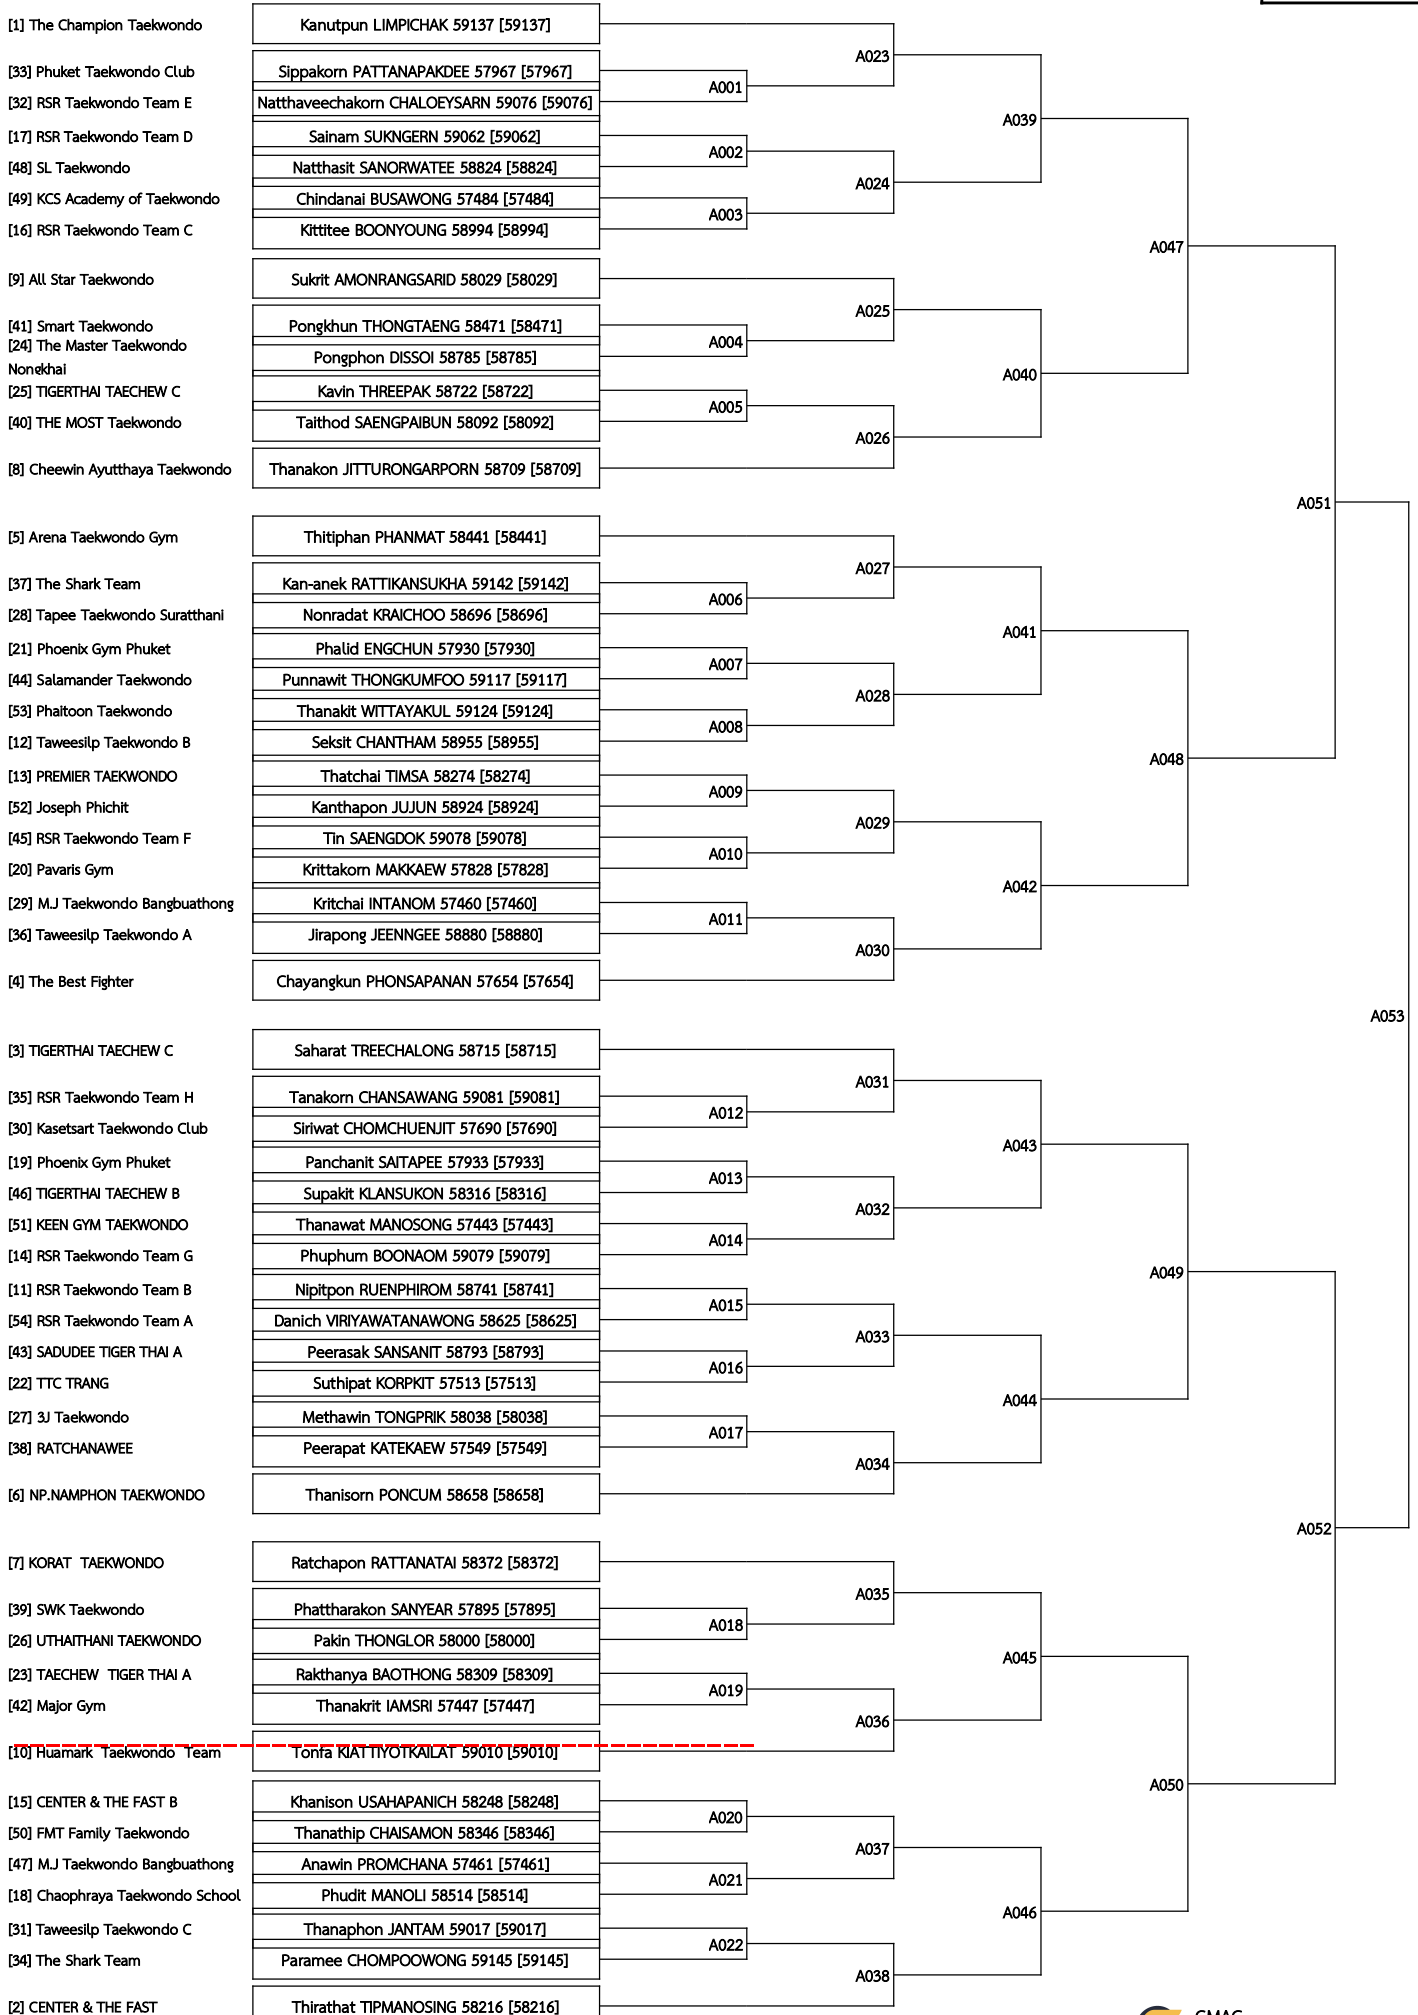 [1] The Champion Taekwondo Kanutpun LIMPICHAK 59137 [59137]
A023
[33] Phuket Taekwondo Club Sippakorn PATTANAPAKDEE 57967 [57967]
A001
[32] RSR Taekwondo Team E Natthaveechakorn CHALOEYSARN 59076 [59076]
A039
[17] RSR Taekwondo Team D Sainam SUKNGERN 59062 [59062]
A002
[48] SL Taekwondo Natthasit SANORWATEE 58824 [58824]
A024
[49] KCS Academy of Taekwondo Chindanai BUSAWONG 57484 [57484]
A003
[16] RSR Taekwondo Team C Kittitee BOONYOUNG 58994 [58994]
A047
[9] All Star Taekwondo Sukrit AMONRANGSARID 58029 [58029]
A025
[41] Smart Taekwondo Pongkhun THONGTAENG 58471 [58471]
A004
[24] The Master Taekwondo
Nongkhai Pongphon DISSOI 58785 [58785]
A040
[25] TIGERTHAI TAECHEW C Kavin THREEPAK 58722 [58722]
A005
[40] THE MOST Taekwondo Taithod SAENGPAIBUN 58092 [58092]
A026
[8] Cheewin Ayutthaya Taekwondo Thanakon JITTURONGARPORN 58709 [58709]
A051
[5] Arena Taekwondo Gym Thitiphan PHANMAT 58441 [58441]
A027
[37] The Shark Team Kan-anek RATTIKANSUKHA 59142 [59142]
A006
[28] Tapee Taekwondo Suratthani Nonradat KRAICHOO 58696 [58696]
A041
[21] Phoenix Gym Phuket Phalid ENGCHUN 57930 [57930]
A007
[44] Salamander Taekwondo Punnawit THONGKUMFOO 59117 [59117]
A028
[53] Phaitoon Taekwondo Thanakit WITTAYAKUL 59124 [59124]
A008
[12] Taweesilp Taekwondo B Seksit CHANTHAM 58955 [58955]
A048
[13] PREMIER TAEKWONDO Thatchai TIMSA 58274 [58274]
A009
[52] Joseph Phichit Kanthapon JUJUN 58924 [58924]
A029
[45] RSR Taekwondo Team F Tin SAENGDOK 59078 [59078]
A010
[20] Pavaris Gym Krittakorn MAKKAEW 57828 [57828]
A042
[29] M.J Taekwondo Bangbuathong Kritchai INTANOM 57460 [57460]
A011
[36] Taweesilp Taekwondo A Jirapong JEENNGEE 58880 [58880]
A030
[4] The Best Fighter Chayangkun PHONSAPANAN 57654 [57654]
A053
[3] TIGERTHAI TAECHEW C Saharat TREECHALONG 58715 [58715]
A031
[35] RSR Taekwondo Team H Tanakorn CHANSAWANG 59081 [59081]
A012
[30] Kasetsart Taekwondo Club Siriwat CHOMCHUENJIT 57690 [57690]
A043
[19] Phoenix Gym Phuket Panchanit SAITAPEE 57933 [57933]
A013
[46] TIGERTHAI TAECHEW B Supakit KLANSUKON 58316 [58316]
A032
[51] KEEN GYM TAEKWONDO Thanawat MANOSONG 57443 [57443]
A014
[14] RSR Taekwondo Team G Phuphum BOONAOM 59079 [59079]
A049
[11] RSR Taekwondo Team B Nipitpon RUENPHIROM 58741 [58741]
A015
[54] RSR Taekwondo Team A Danich VIRIYAWATANAWONG 58625 [58625]
A033
[43] SADUDEE TIGER THAI A Peerasak SANSANIT 58793 [58793]
A016
[22] TTC TRANG Suthipat KORPKIT 57513 [57513]
A044
[27] 3J Taekwondo Methawin TONGPRIK 58038 [58038]
A017
[38] RATCHANAWEE Peerapat KATEKAEW 57549 [57549]
A034
[6] NP.NAMPHON TAEKWONDO Thanisorn PONCUM 58658 [58658]
A052
[7] KORAT TAEKWONDO Ratchapon RATTANATAI 58372 [58372]
A035
[39] SWK Taekwondo Phattharakon SANYEAR 57895 [57895]
A018
[26] UTHAITHANI TAEKWONDO Pakin THONGLOR 58000 [58000]
A045
[23] TAECHEW TIGER THAI A Rakthanya BAOTHONG 58309 [58309]
A019
[42] Major Gym Thanakrit IAMSRI 57447 [57447]
A036
[10] Huamark Taekwondo Team Tonfa KIATTIYOTKAILAT 59010 [59010]
A050
[15] CENTER & THE FAST B Khanison USAHAPANICH 58248 [58248]
A020
[50] FMT Family Taekwondo Thanathip CHAISAMON 58346 [58346]
A037
[47] M.J Taekwondo Bangbuathong Anawin PROMCHANA 57461 [57461]
A021
[18] Chaophraya Taekwondo School Phudit MANOLI 58514 [58514]
A046
[31] Taweesilp Taekwondo C Thanaphon JANTAM 59017 [59017]
A022
[34] The Shark Team Paramee CHOMPOOWONG 59145 [59145]
A038
[2] CENTER & THE FAST Thirathat TIPMANOSING 58216 [58216]